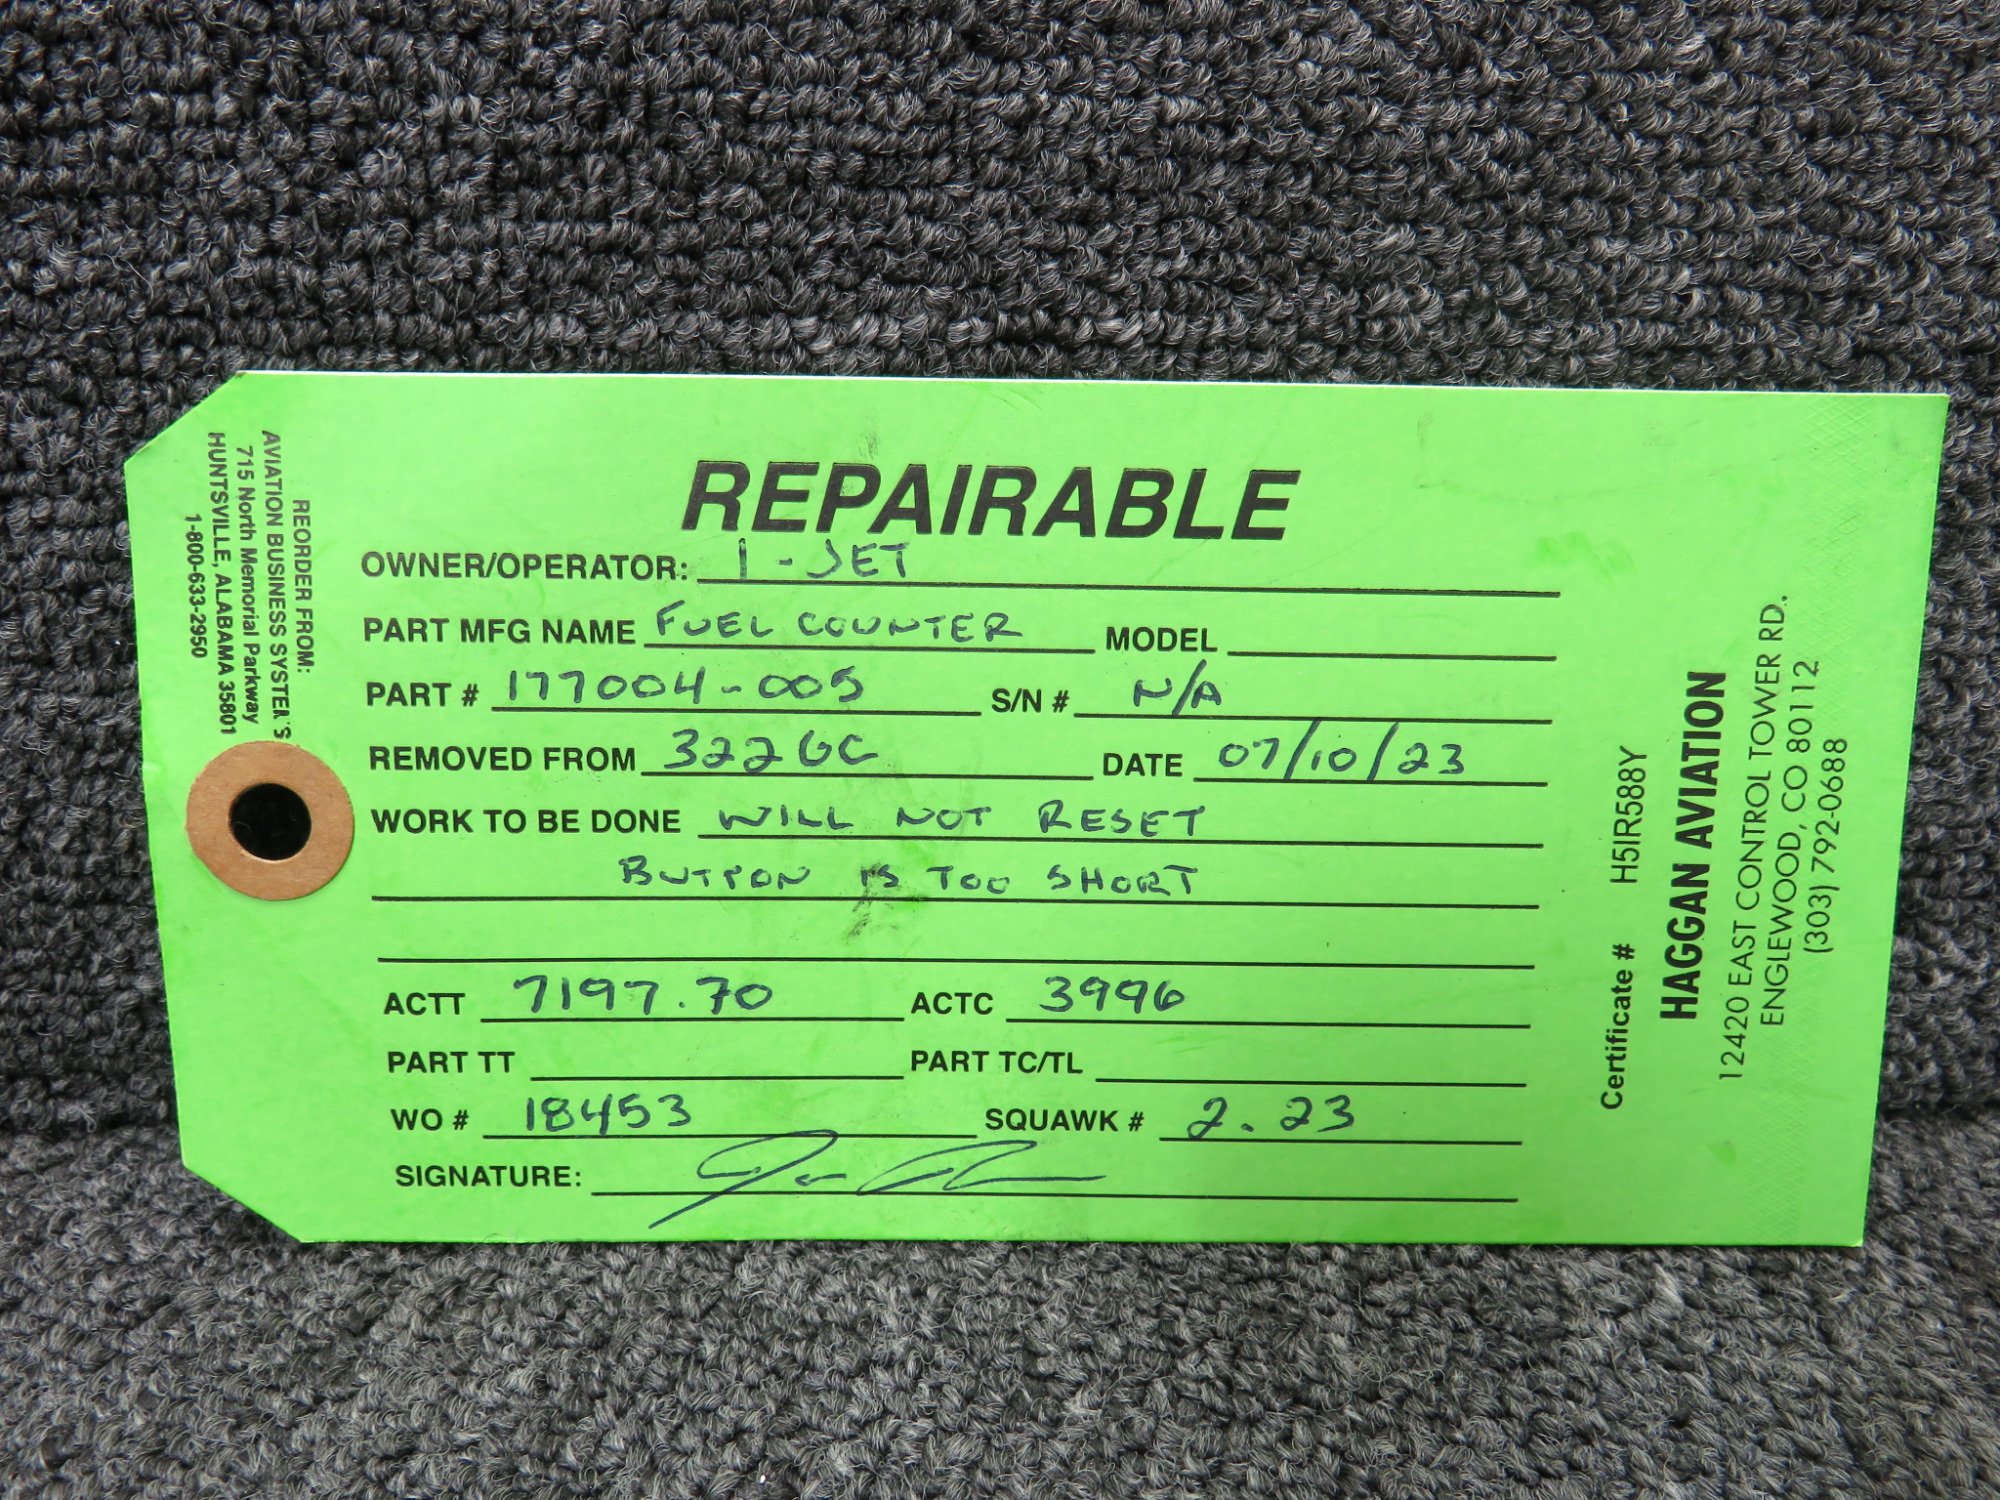 REPAIRABLE
OWNER/OPERATOR: 1-JET
PART MFG NAME FUEL COUNTER MODEL
PART # 177004-005 S/N # N/A
REMOVED FROM 322GC DATE 07/10/23
WORK TO BE DONE WILL NOT RESET
BUTTON IS TOO SHORT
ACTT 7197.70 ACTC 3996
PART TT PART TC/TL
WO # 18453 SQUAWK # 2.23
SIGNATURE:
REORDER FROM:
AVIATION BUSINESS SYSTEM'S
715 North Memorial Parkway
HUNTSVILLE, ALABAMA 35801
1-800-633-2950
Certificate # H5IR588Y
HAGGAN AVIATION
12420 EAST CONTROL TOWER RD.
ENGLEWOOD, CO 80112
(303) 792-0688